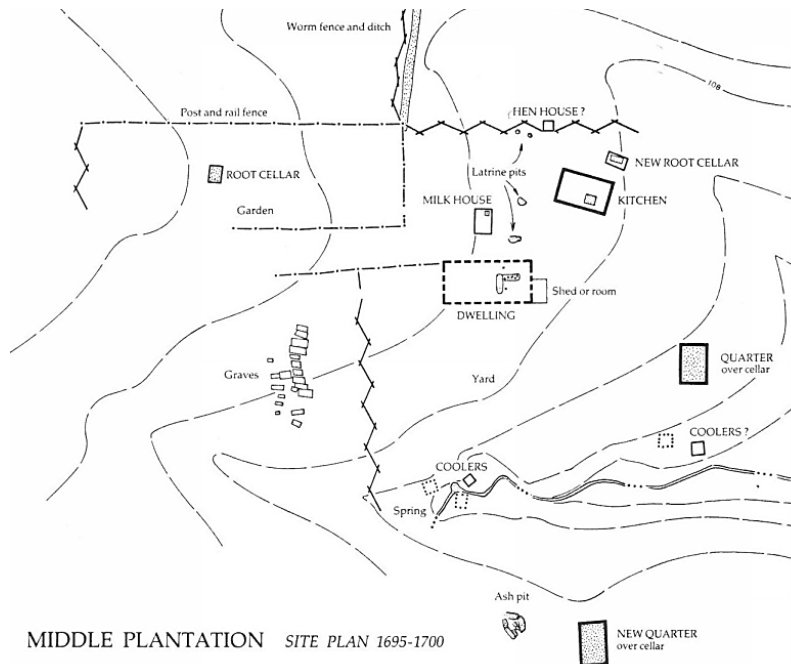 Worm fence and ditch
108
Post and rail fence
HEN HOUSE ?
NEW ROOT CELLAR
ROOT CELLAR
Latrine pits
MILK HOUSE
KITCHEN
Garden
Shed or room
DWELLING
QUARTER
over cellar
Graves
Yard
COOLERS ?
COOLERS
Spring
Ash pit
MIDDLE PLANTATION SITE PLAN 1695-1700
NEW QUARTER
over cellar